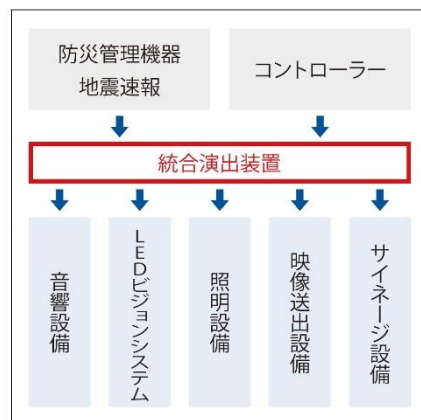 防災管理機器
地震速報
コントローラー
統合演出装置
音響設備
LEDビジョンシステム
照明設備
映像送出設備
サイネージ設備